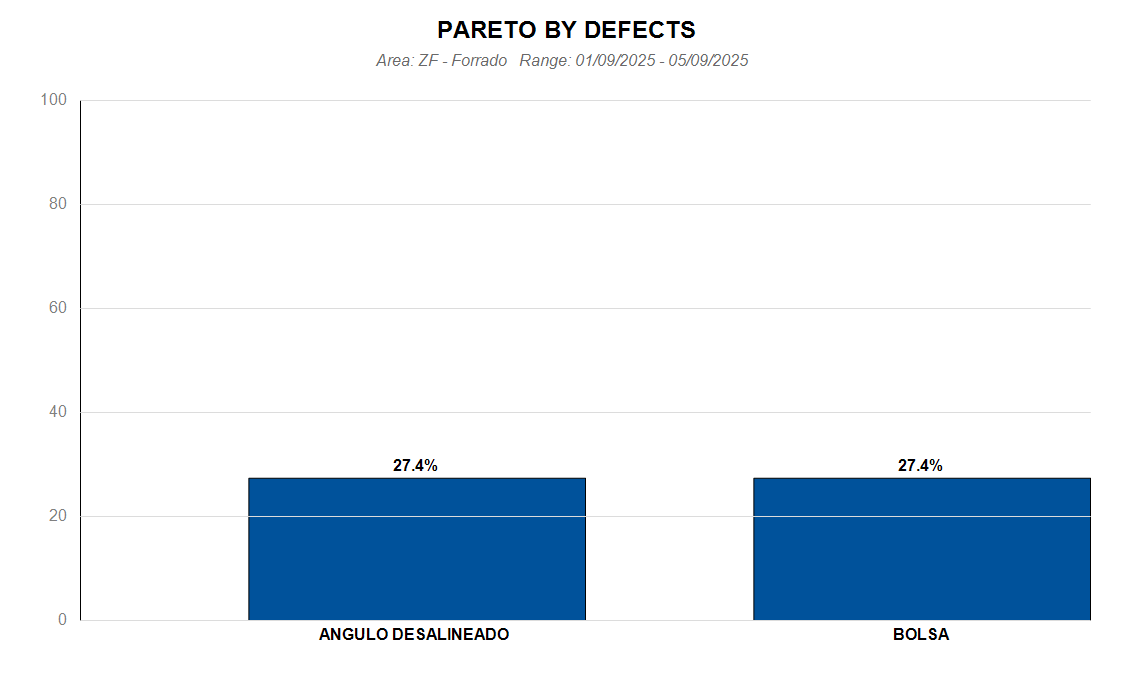 PARETO BY DEFECTS
Area: ZF - Forrado Range: 01/09/2025 - 05/09/2025
100
80
60
40
27.4% 27.4%
20
0
ANGULO DESALINEADO BOLSA